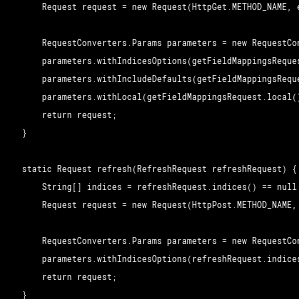 Request request = new Request(HttpGet.METHOD_NAME,
RequestConverters.Params parameters = new RequestCon
parameters.withIndicesOptions(getFieldMappingsReque
parameters.withIncludeDefaults(getFieldMappingsReque
parameters.withLocal(getFieldMappingsRequest.local()
return request;
}
static Request refresh(RefreshRequest refreshRequest) {
String[] indices = refreshRequest.indices() == null
Request request = new Request(HttpPost.METHOD_NAME,
RequestConverters.Params parameters = new RequestCon
parameters.withIndicesOptions(refreshRequest.indices
return request;
}